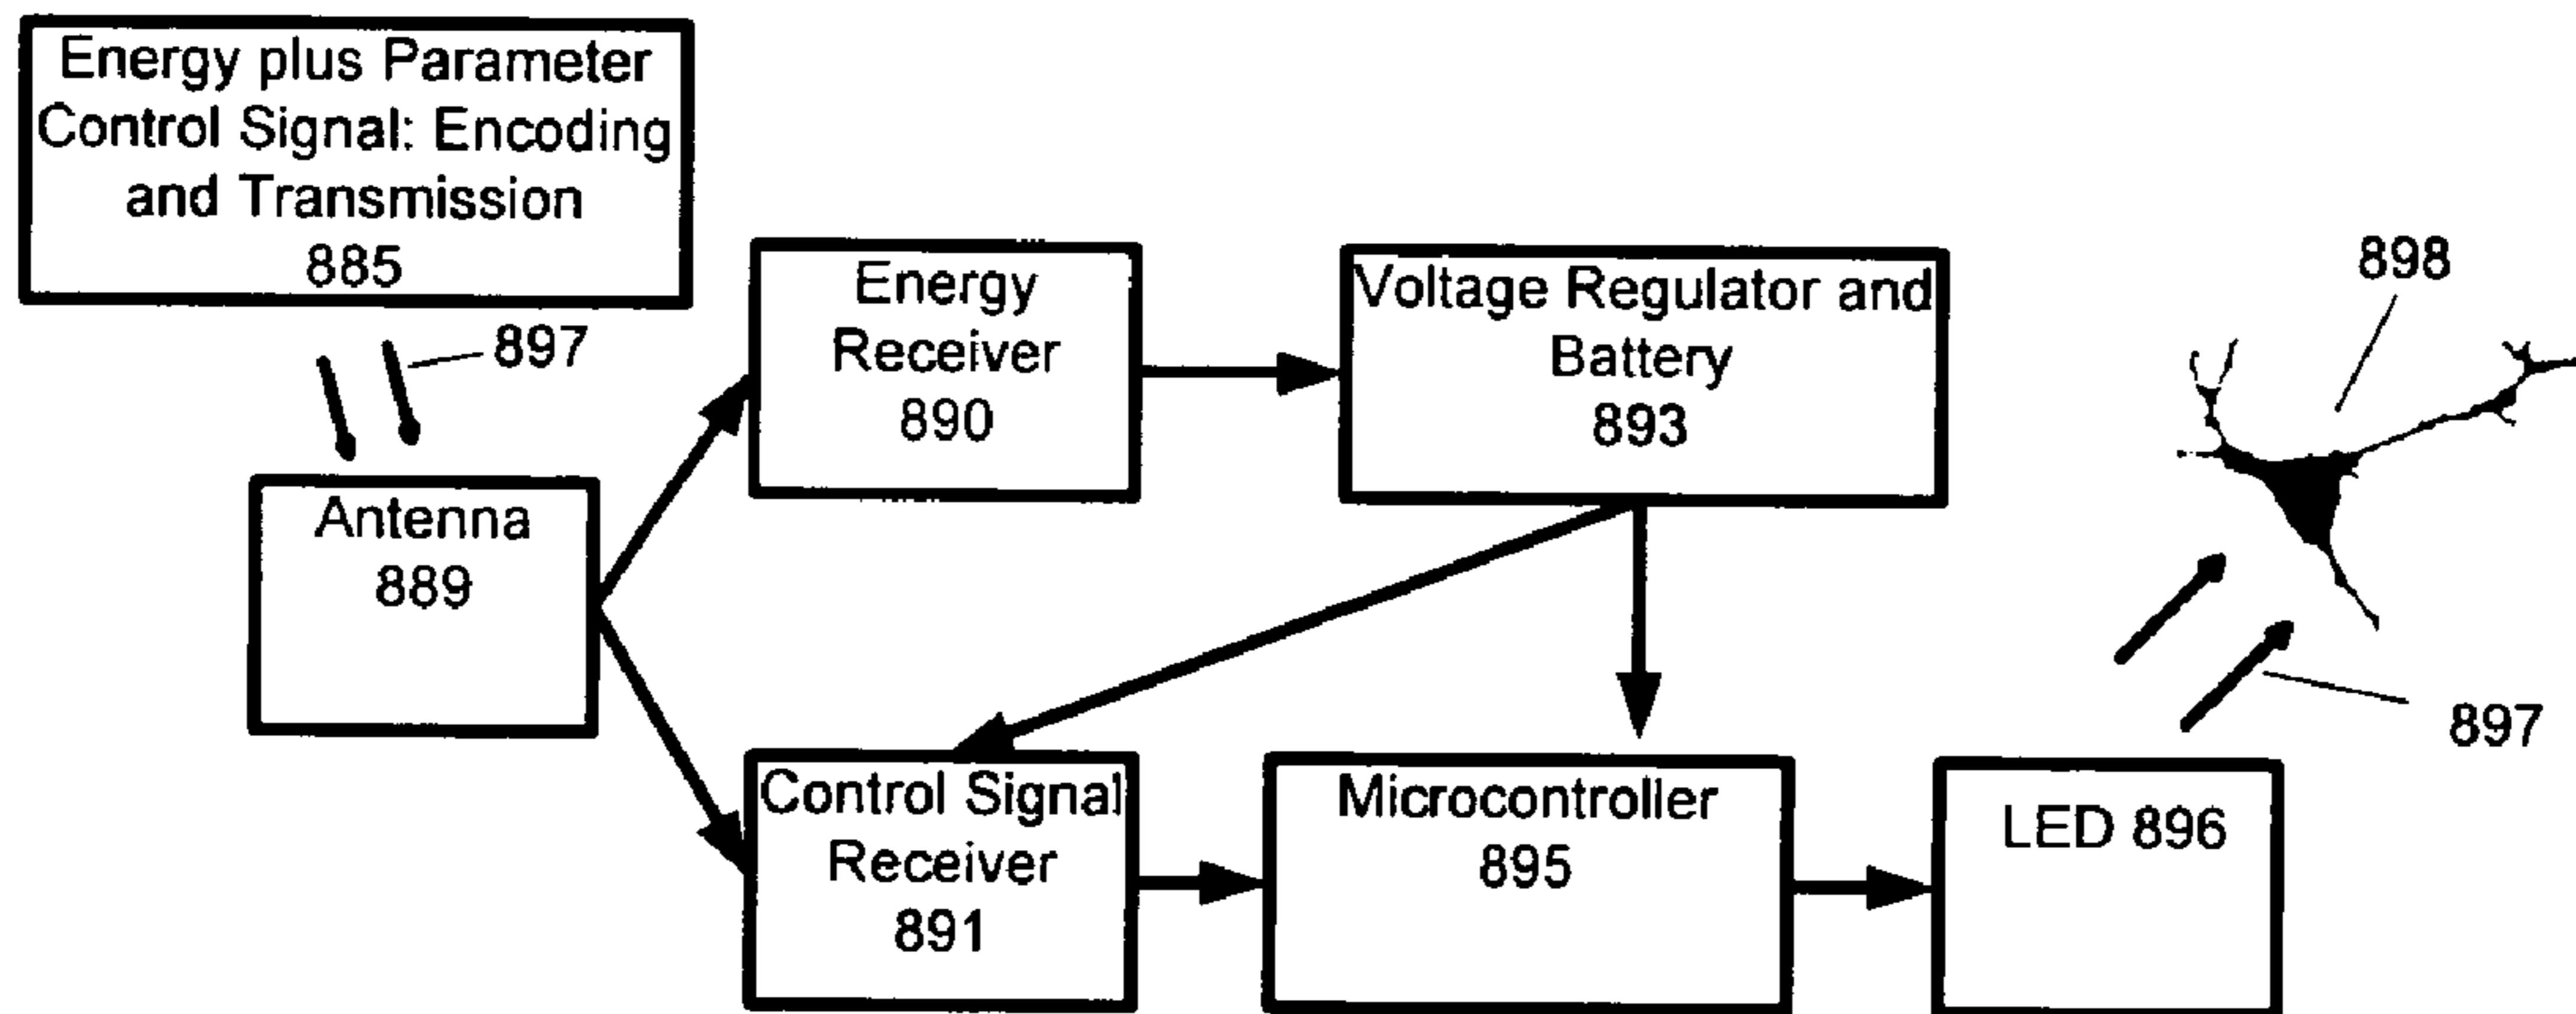 Energy plus Parameter
Control Signal: Encoding
and Transmission
885
897
Antenna
889
Energy
Receiver
890
Voltage Regulator and
Battery
893
898
Control Signal
Receiver
891
Microcontroller
895
LED 896
897